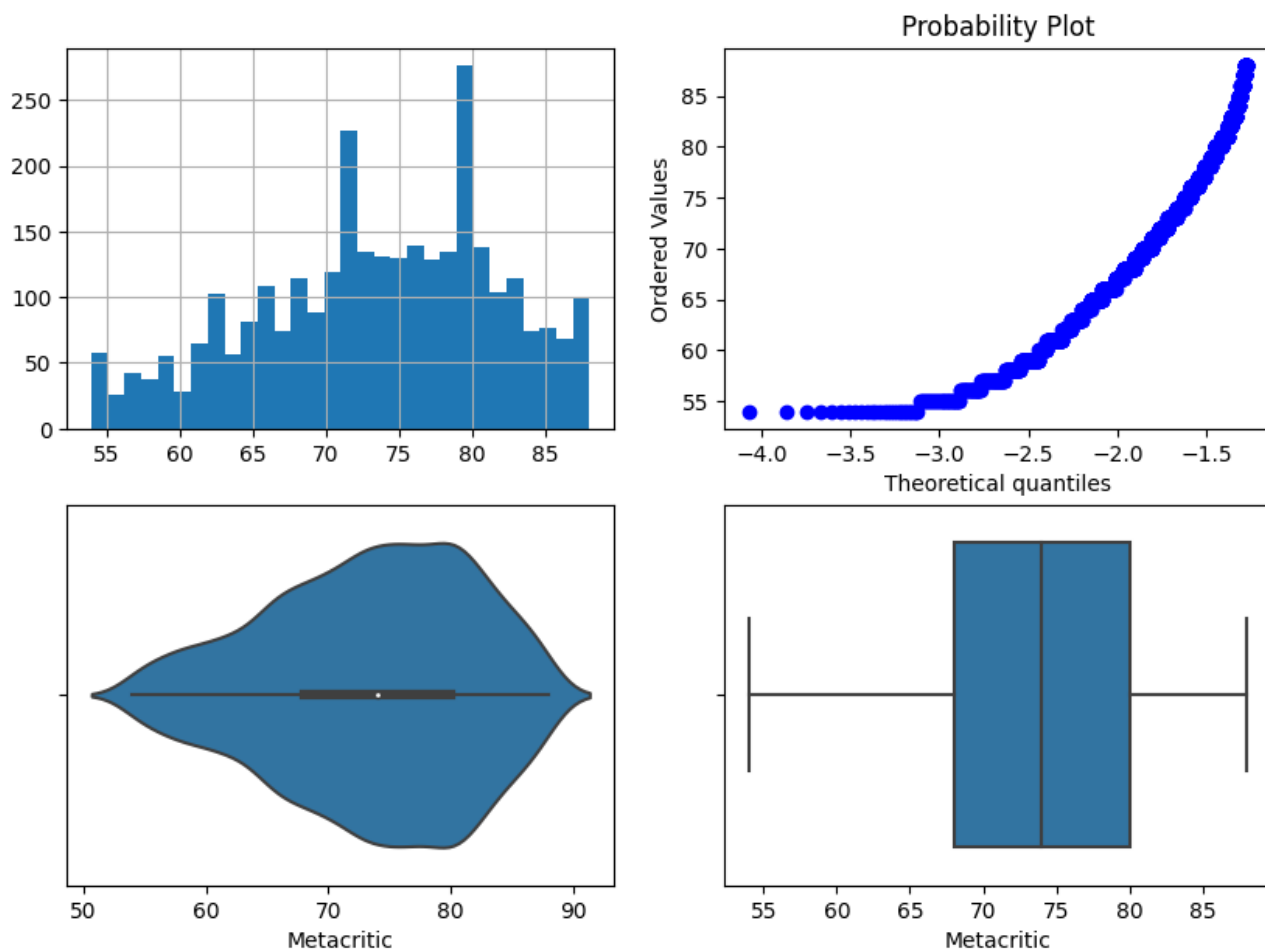 250
200
150
100
50
0
55 60 65 70 75 80 85
Probability Plot
Ordered Values
85
80
75
70
65
60
55
−4.0 −3.5 −3.0 −2.5 −2.0 −1.5
Theoretical quantiles
50 60 70 80 90
Metacritic
55 60 65 70 75 80 85
Metacritic